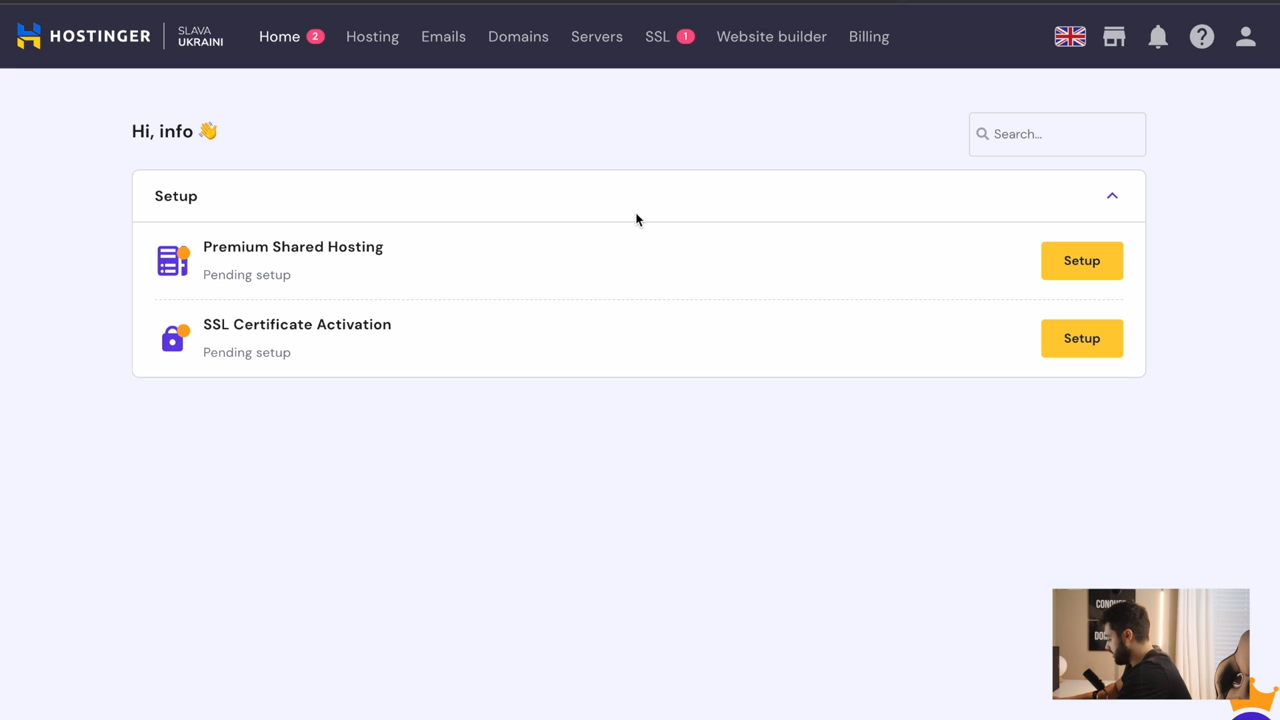 HOSTINGER
SLAVA
UKRAINI
Home 2 Hosting Emails Domains Servers SSL 1 Website builder Billing
Hi, info 👋
Search...
Setup
Premium Shared Hosting
Pending setup
Setup
SSL Certificate Activation
Pending setup
Setup